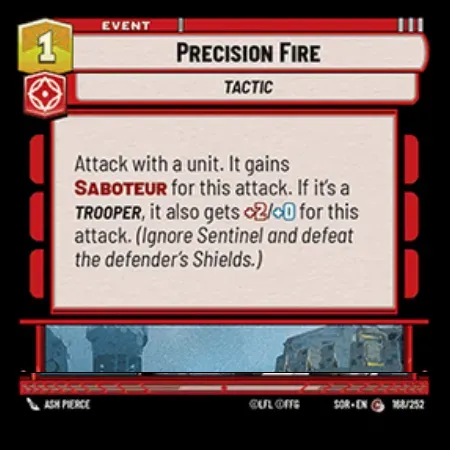 EVENT
1
PRECISION FIRE
TACTIC
Attack with a unit. It gains
SABOTEUR for this attack. If it's a
TROOPER, it also gets +2/+0 for this
attack. (Ignore Sentinel and defeat
the defender's Shields.)
ASH PIERCE
©LFL ©FFG
SOR • EN C 168/252